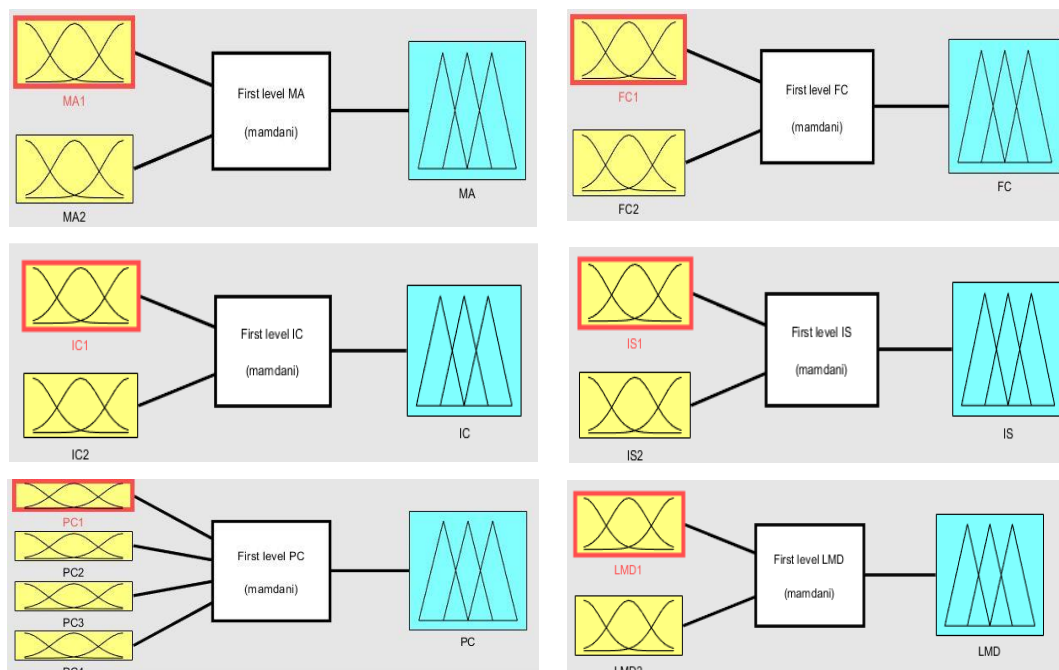 First level MA
(mamdani)
MA1
MA2
MA
First level FC
(mamdani)
FC1
FC2
FC
First level IC
(mamdani)
IC1
IC2
IC
First level IS
(mamdani)
IS1
IS2
IS
PC1
PC2
PC3
First level PC
(mamdani)
PC
First level LMD
(mamdani)
LMD1
LMD2
LMD